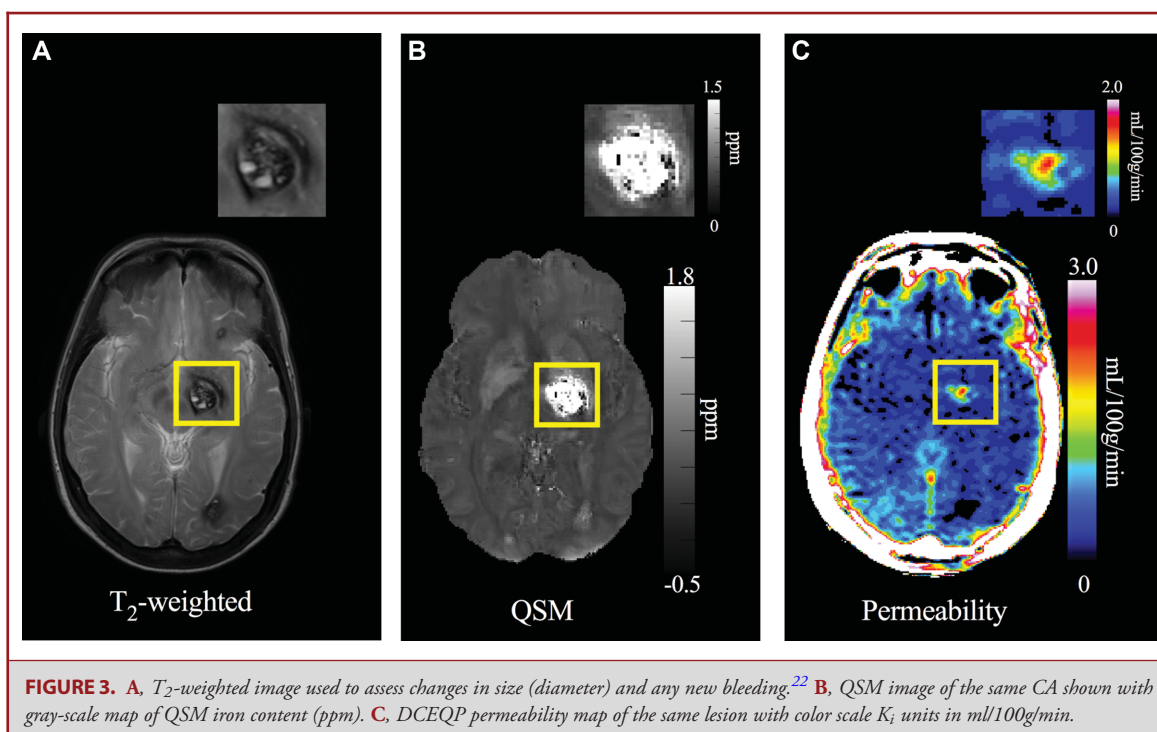 A
B
C
1.5
ppm
0
2.0
mL/100g/min
0
1.8
ppm
-0.5
3.0
mL/100g/min
0
T2-weighted
QSM
Permeability
FIGURE 3. A, T2-weighted image used to assess changes in size (diameter) and any new bleeding.22 B, QSM image of the same CA shown with
gray-scale map of QSM iron content (ppm). C, DCEQP permeability map of the same lesion with color scale Ki units in ml/100g/min.